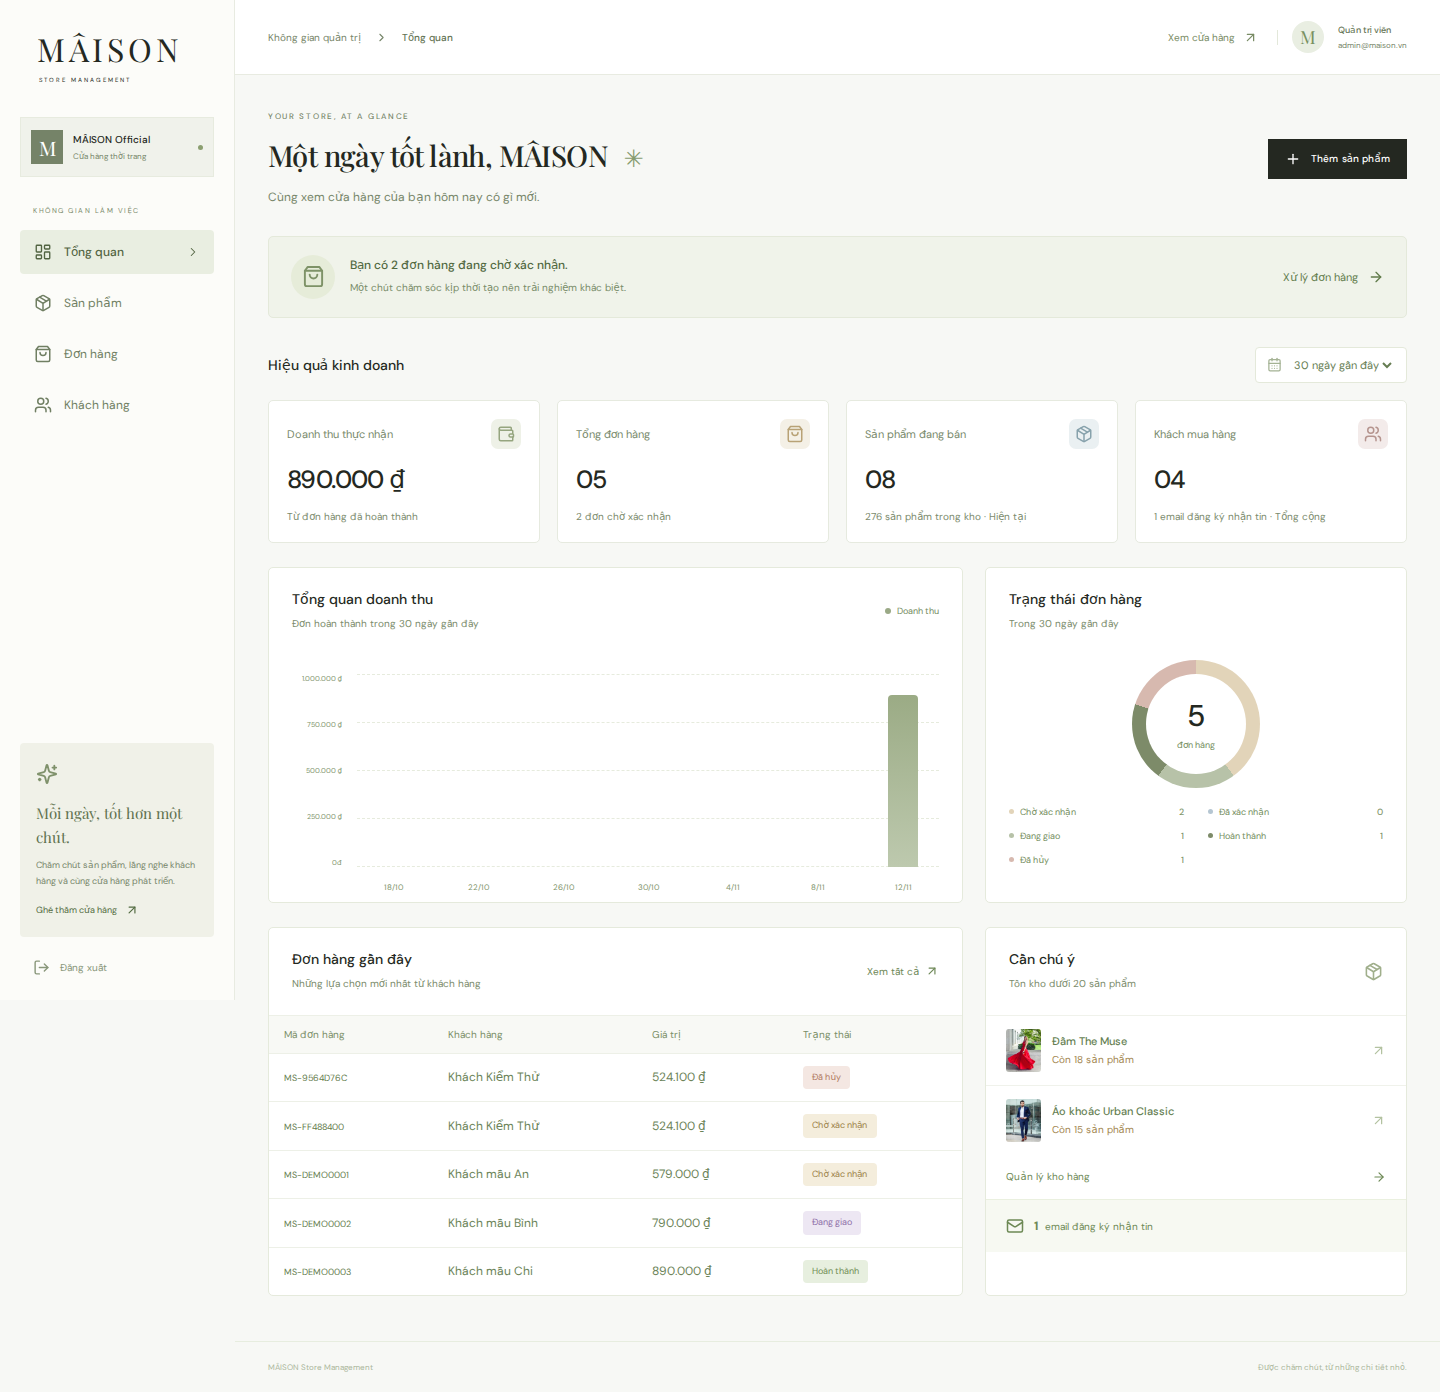 MÂISON
STORE MANAGEMENT
M
MÂISON Official
Cửa hàng thời trang
KHÔNG GIAN LÀM VIỆC
Tổng quan
Sản phẩm
Đơn hàng
Khách hàng
Mỗi ngày, tốt hơn một
chút.
Chăm chút sản phẩm, lắng nghe khách
hàng và cùng cửa hàng phát triển.
Ghé thăm cửa hàng
Đăng xuất
Không gian quản trị
Tổng quan
Xem cửa hàng
M
Quản trị viên
admin@maison.vn
YOUR STORE, AT A GLANCE
Một ngày tốt lành, MÂISON
Cùng xem cửa hàng của bạn hôm nay có gì mới.
Thêm sản phẩm
Bạn có 2 đơn hàng đang chờ xác nhận.
Một chút chăm sóc kịp thời tạo nên trải nghiệm khác biệt.
Xử lý đơn hàng
Hiệu quả kinh doanh
30 ngày gần đây
Doanh thu thực nhận
890.000 ₫
Từ đơn hàng đã hoàn thành
Tổng đơn hàng
05
2 đơn chờ xác nhận
Sản phẩm đang bán
08
276 sản phẩm trong kho · Hiện tại
Khách mua hàng
04
1 email đăng ký nhận tin · Tổng cộng
Tổng quan doanh thu
Đơn hoàn thành trong 30 ngày gần đây
Doanh thu
1.000.000 ₫
750.000 ₫
500.000 ₫
250.000 ₫
0₫
18/10
22/10
26/10
30/10
4/11
8/11
12/11
Trạng thái đơn hàng
Trong 30 ngày gần đây
5
đơn hàng
Chờ xác nhận 2
Đã xác nhận 0
Đang giao 1
Hoàn thành 1
Đã hủy 1
Đơn hàng gần đây
Những lựa chọn mới nhất từ khách hàng
Xem tất cả
Mã đơn hàng Khách hàng Giá trị Trạng thái
MS-9564D76C Khách Kiểm Thử 524.100 ₫ Đã hủy
MS-FF488400 Khách Kiểm Thử 524.100 ₫ Chờ xác nhận
MS-DEMO0001 Khách mẫu An 579.000 ₫ Chờ xác nhận
MS-DEMO0002 Khách mẫu Bình 790.000 ₫ Đang giao
MS-DEMO0003 Khách mẫu Chi 890.000 ₫ Hoàn thành
Cần chú ý
Tồn kho dưới 20 sản phẩm
Đầm The Muse
Còn 18 sản phẩm
Áo khoác Urban Classic
Còn 15 sản phẩm
Quản lý kho hàng
1 email đăng ký nhận tin
MÂISON Store Management
Được chăm chút, từ những chi tiết nhỏ.